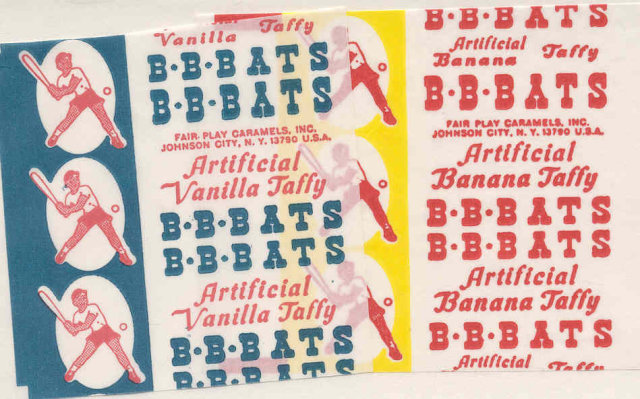 Vanilla Taffy
B·B·BATS
B·B·BATS
FAIR PLAY CARAMELS, INC.
JOHNSON CITY, N. Y. 13790 U.S.A.
Artificial
Vanilla Taffy
B·B·BATS
B·B·BATS
Artificial
Vanilla Taffy
B·B·BATS
B·B·BATS
B·B·BATS
Artificial
Banana Taffy
B·B·BATS
FAIR PLAY CARAMELS, INC.
JOHNSON CITY, N. Y. 13790 U.S.A.
Artificial
Banana Taffy
B·B·BATS
B·B·BATS
Artificial
Banana Taffy
B·B·BATS
Artificial Taffy